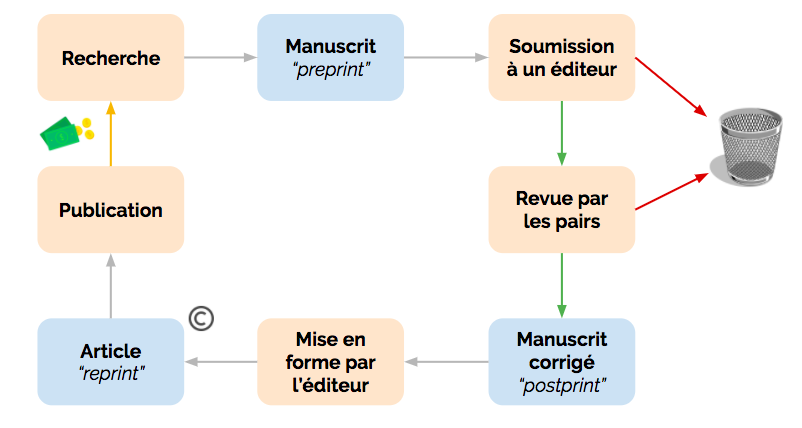 Recherche
Manuscrit
“preprint”
Soumission
à un éditeur
Revue par
les pairs
Manuscrit
corrigé
“postprint”
Mise en
forme par
l’éditeur
Article
“reprint”
©
Publication